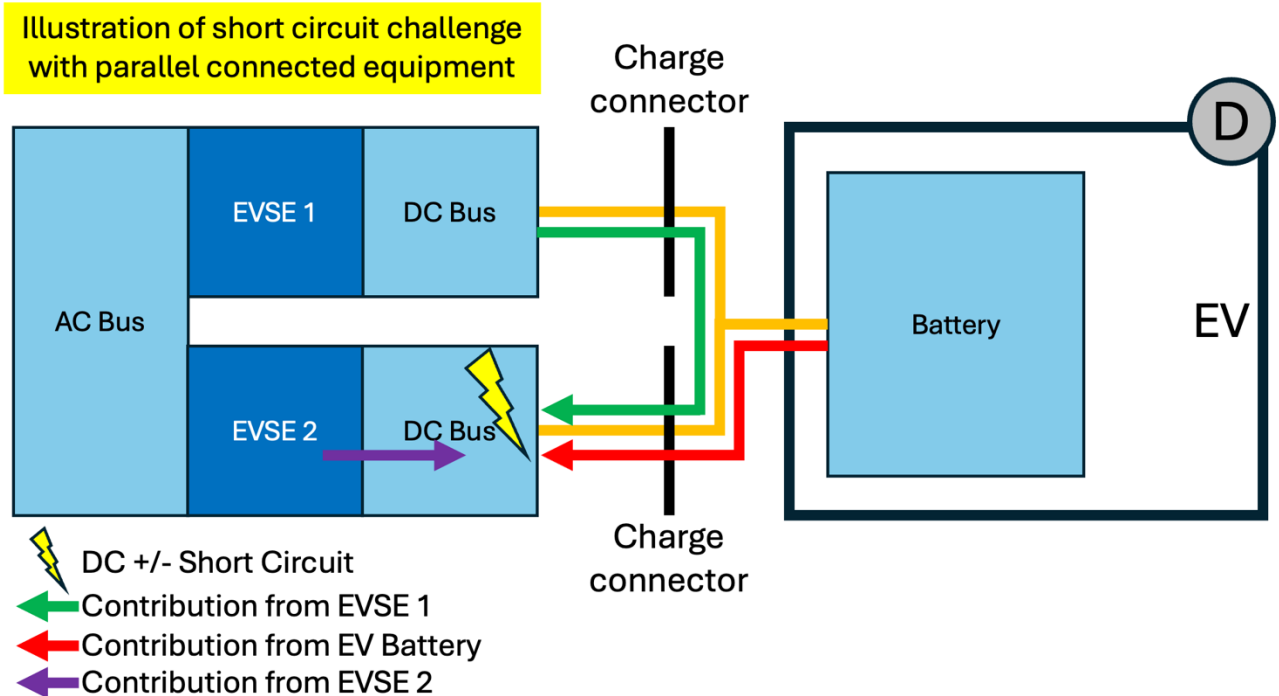 Illustration of short circuit challenge
with parallel connected equipment
Charge
connector
D
EVSE 1
DC Bus
AC Bus
Battery
EV
EVSE 2
DC Bus
Charge
connector
DC +/- Short Circuit
Contribution from EVSE 1
Contribution from EV Battery
Contribution from EVSE 2